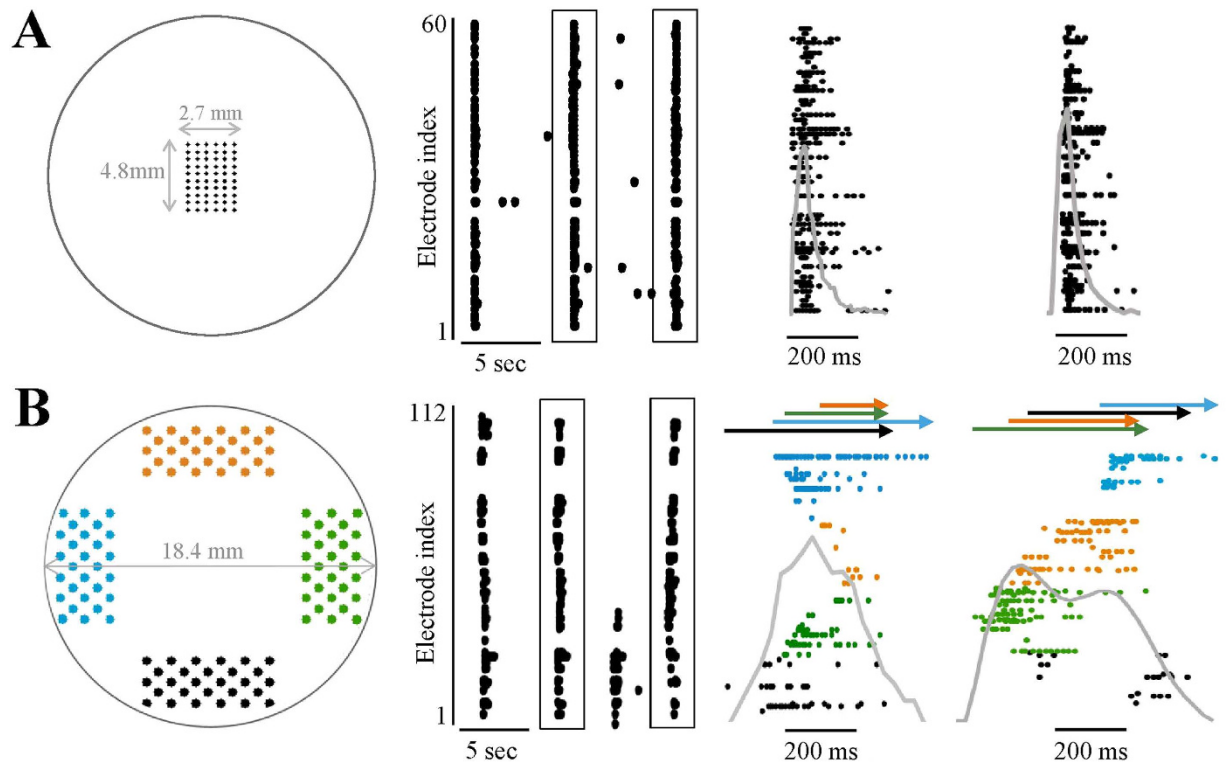 A
2.7 mm
4.8mm
60
Electrode index
1
5 sec
200 ms
200 ms
B
18.4 mm
112
Electrode index
1
5 sec
200 ms
200 ms